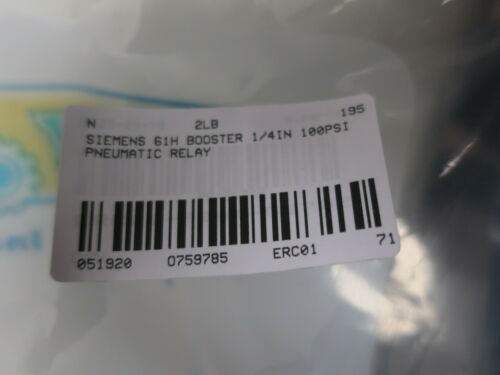 N 2LB 195
SIEMENS 61H BOOSTER 1/4IN 100PSI
PNEUMATIC RELAY
051920 0759785 ERC01 71